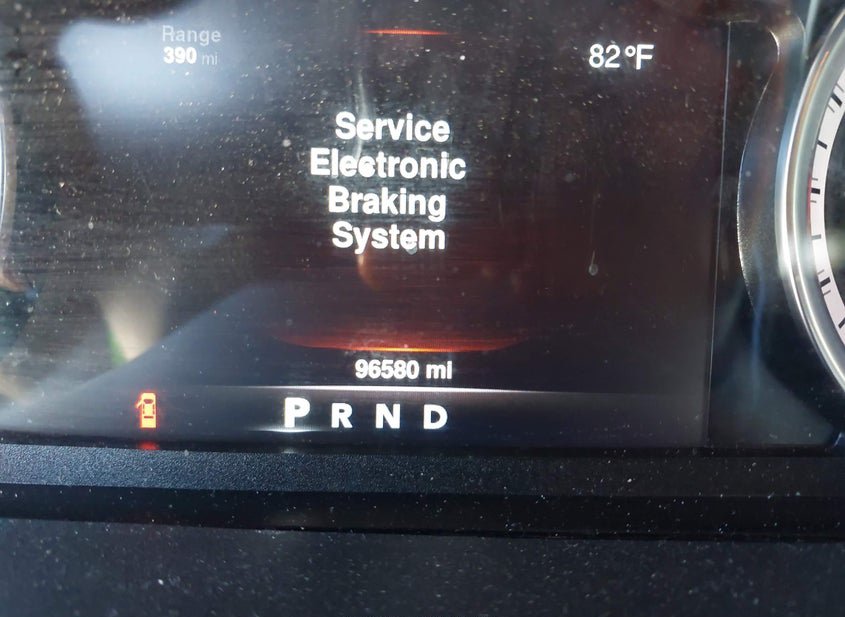 Range
390 mi
82°F
Service
Electronic
Braking
System
96580 mi
P R N D